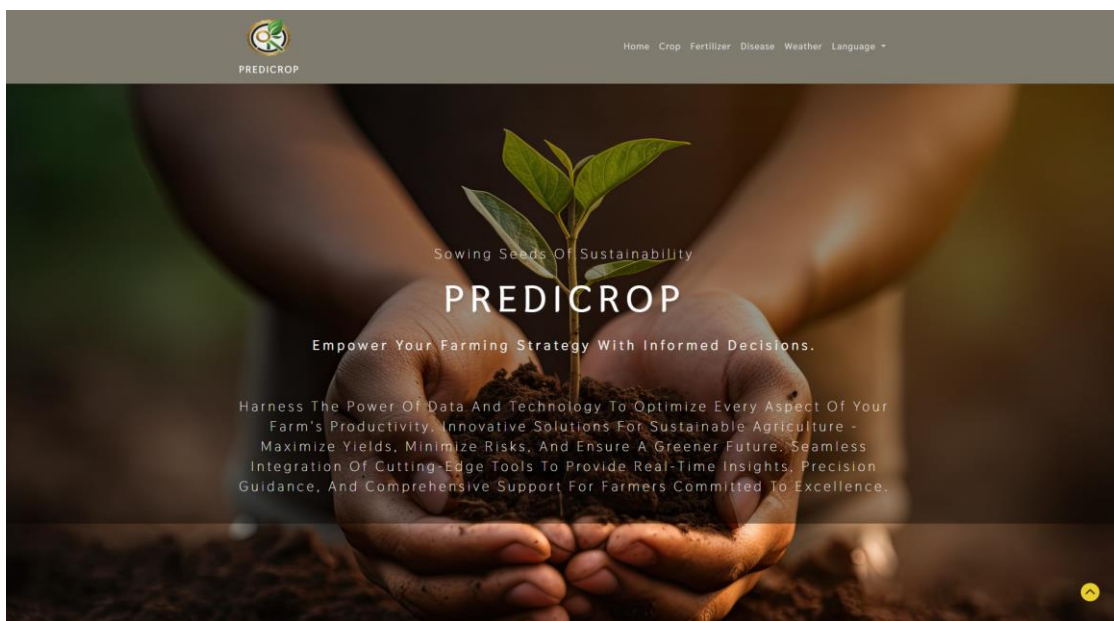 PREDICROP
Home Crop Fertilizer Disease Weather Language
Sowing Seeds Of Sustainability
PREDICROP
Empower Your Farming Strategy With Informed Decisions.
Harness The Power Of Data And Technology To Optimize Every Aspect Of Your
Farm's Productivity. Innovative Solutions For Sustainable Agriculture -
Maximize Yields, Minimize Risks, And Ensure A Greener Future. Seamless
Integration Of Cutting-Edge Tools To Provide Real-Time Insights, Precision
Guidance, And Comprehensive Support For Farmers Committed To Excellence.